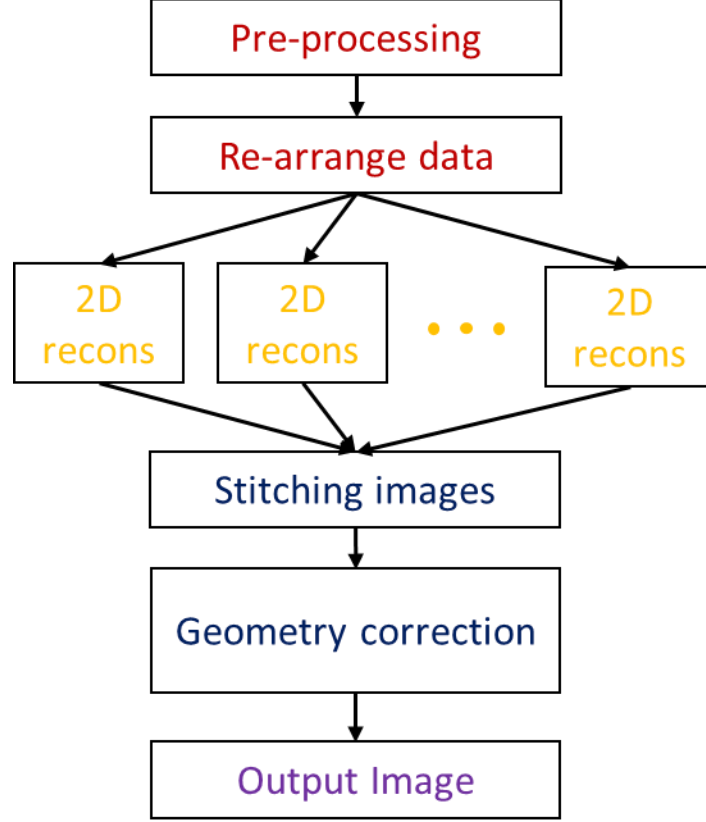 Pre-processing
Re-arrange data
2D
recons
2D
recons
• • •
2D
recons
Stitching images
Geometry correction
Output Image